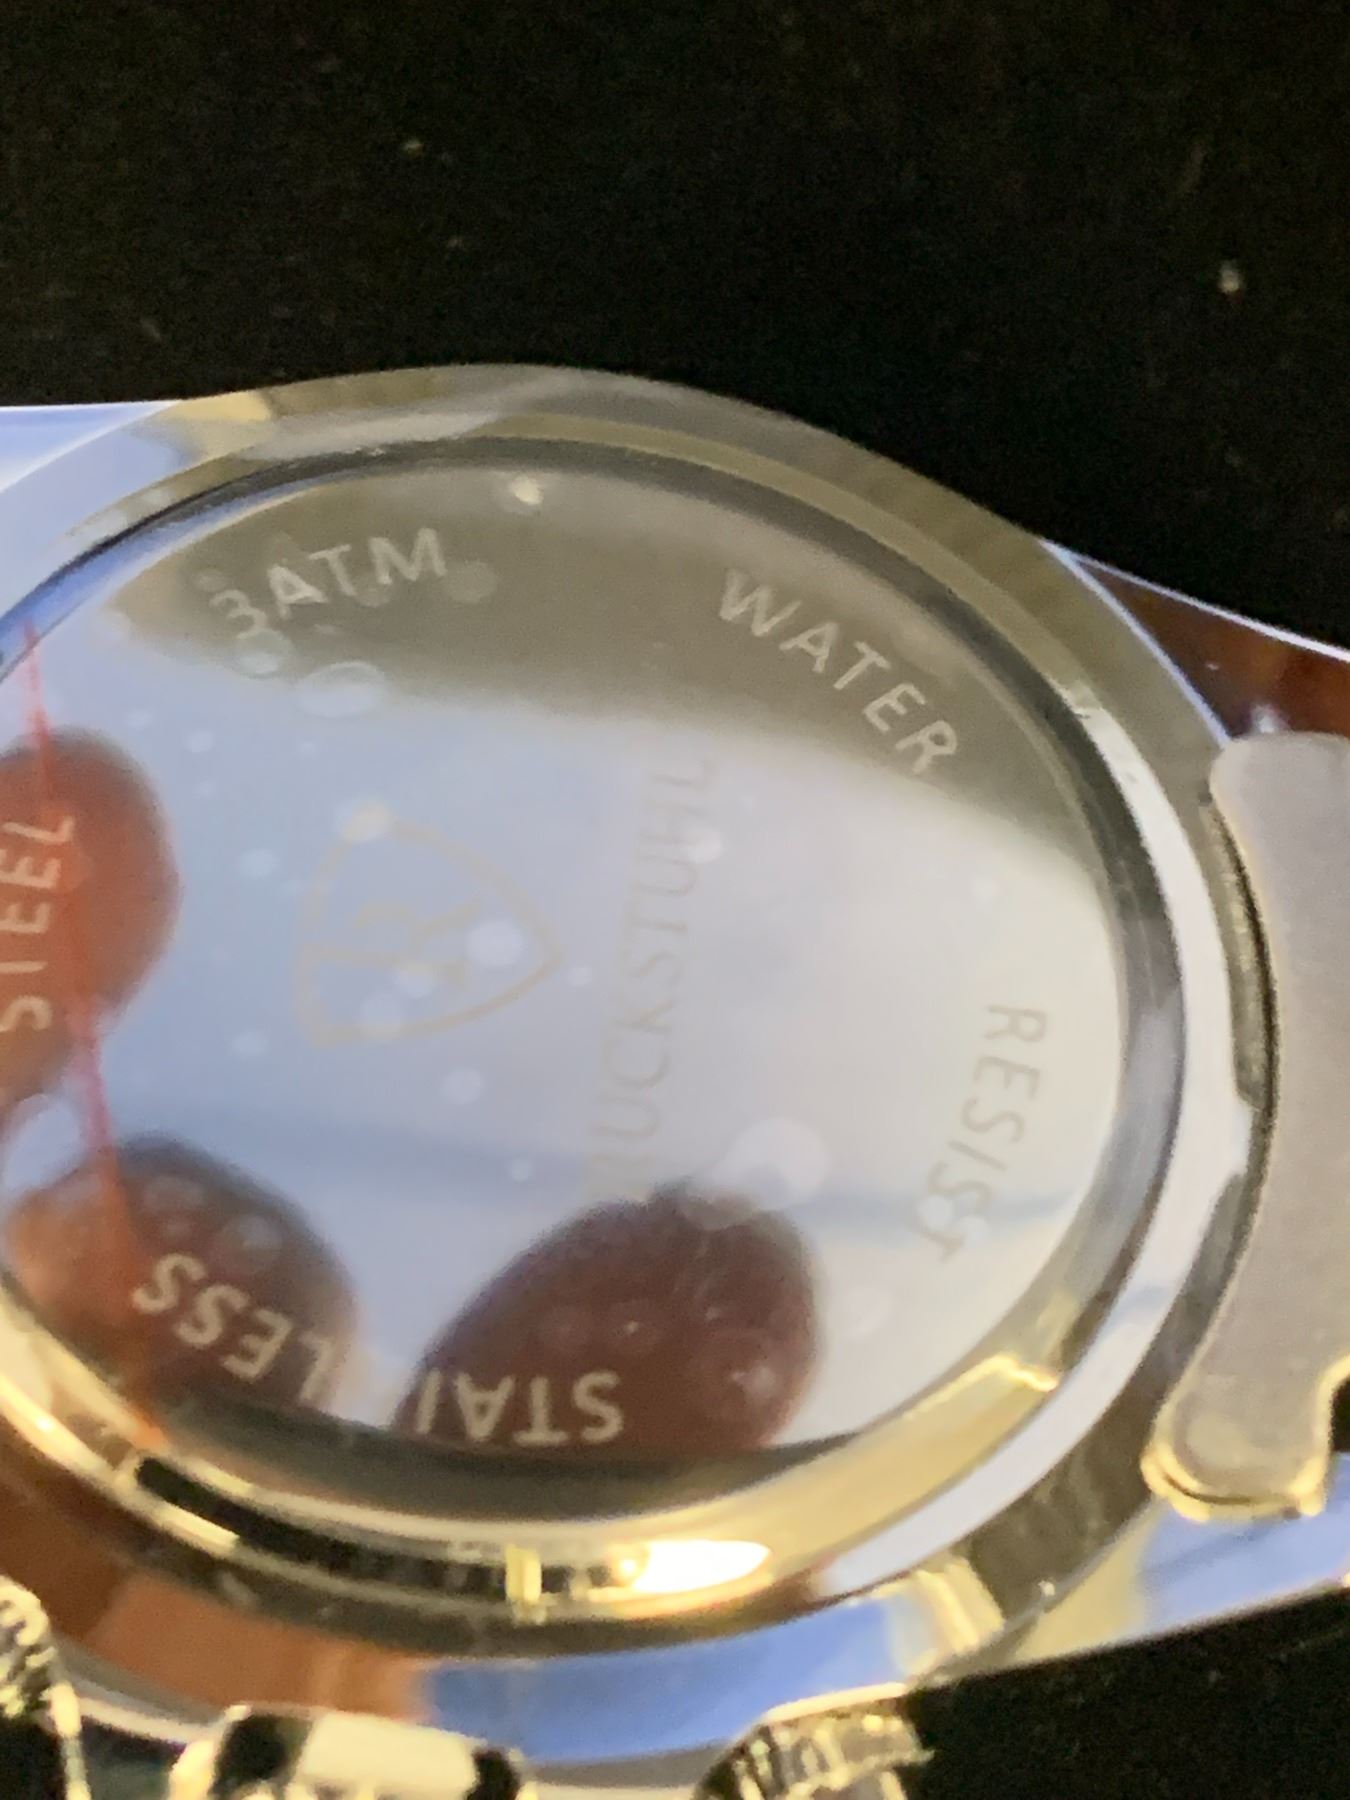 3ATM
WATER
RESIST
STAINLESS
STEEL
R
RUCKSTUHL